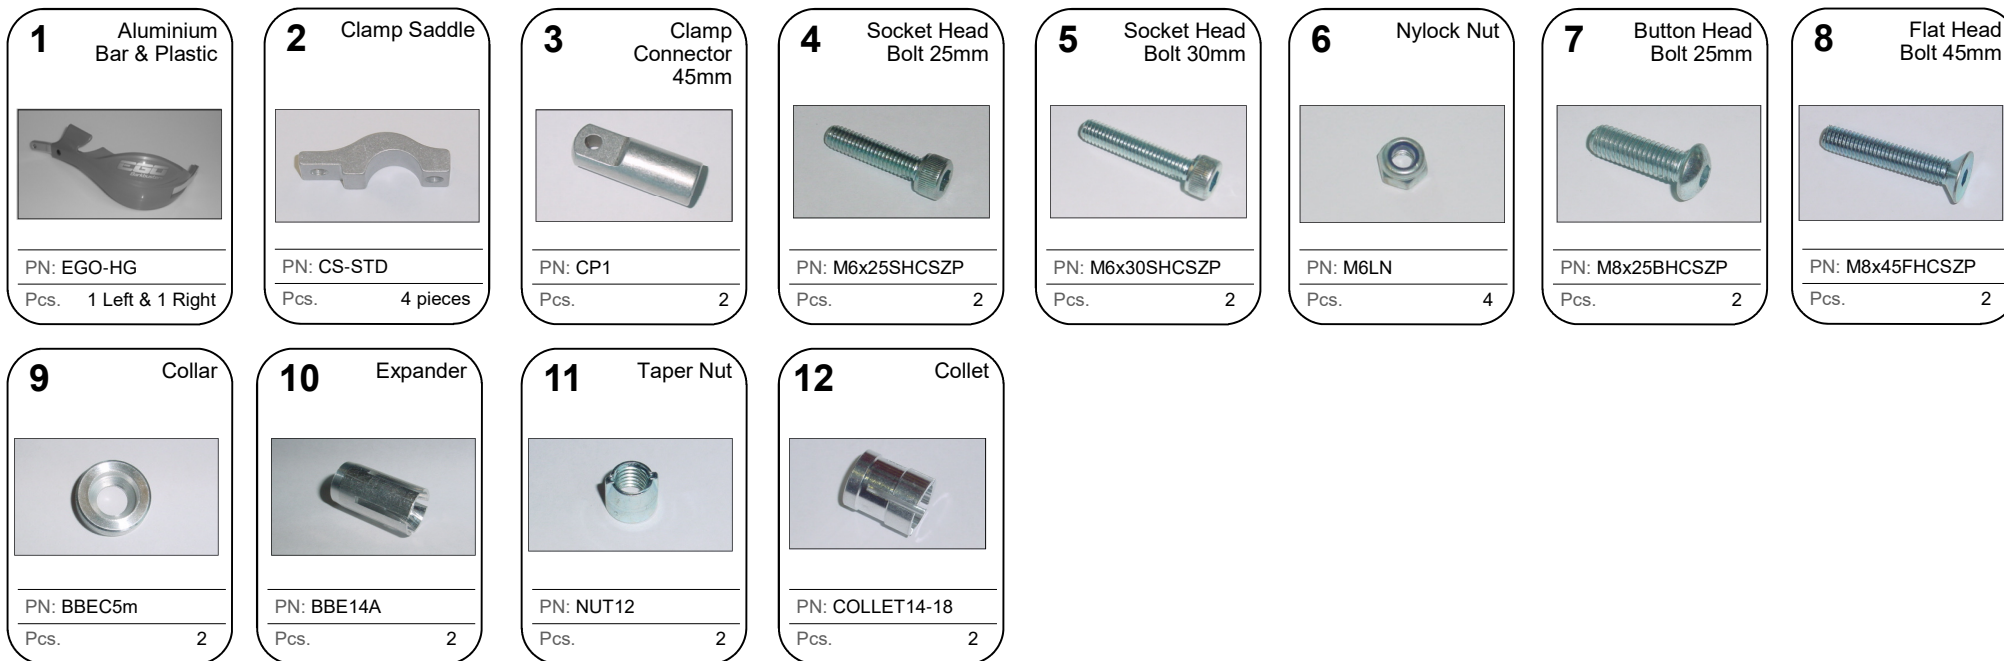 1
Aluminium
Bar & Plastic
EGO
PN: EGO-HG
Pcs. 1 Left & 1 Right
2
Clamp Saddle
PN: CS-STD
Pcs. 4 pieces
3
Clamp
Connector
45mm
PN: CP1
Pcs. 2
4
Socket Head
Bolt 25mm
PN: M6x25SHCSZP
Pcs. 2
5
Socket Head
Bolt 30mm
PN: M6x30SHCSZP
Pcs. 2
6
Nylock Nut
PN: M6LN
Pcs. 4
7
Button Head
Bolt 25mm
PN: M8x25BHCSZP
Pcs. 2
8
Flat Head
Bolt 45mm
PN: M8x45FHCSZP
Pcs. 2
9
Collar
PN: BBEC5m
Pcs. 2
10
Expander
PN: BBE14A
Pcs. 2
11
Taper Nut
PN: NUT12
Pcs. 2
12
Collet
PN: COLLET14-18
Pcs. 2